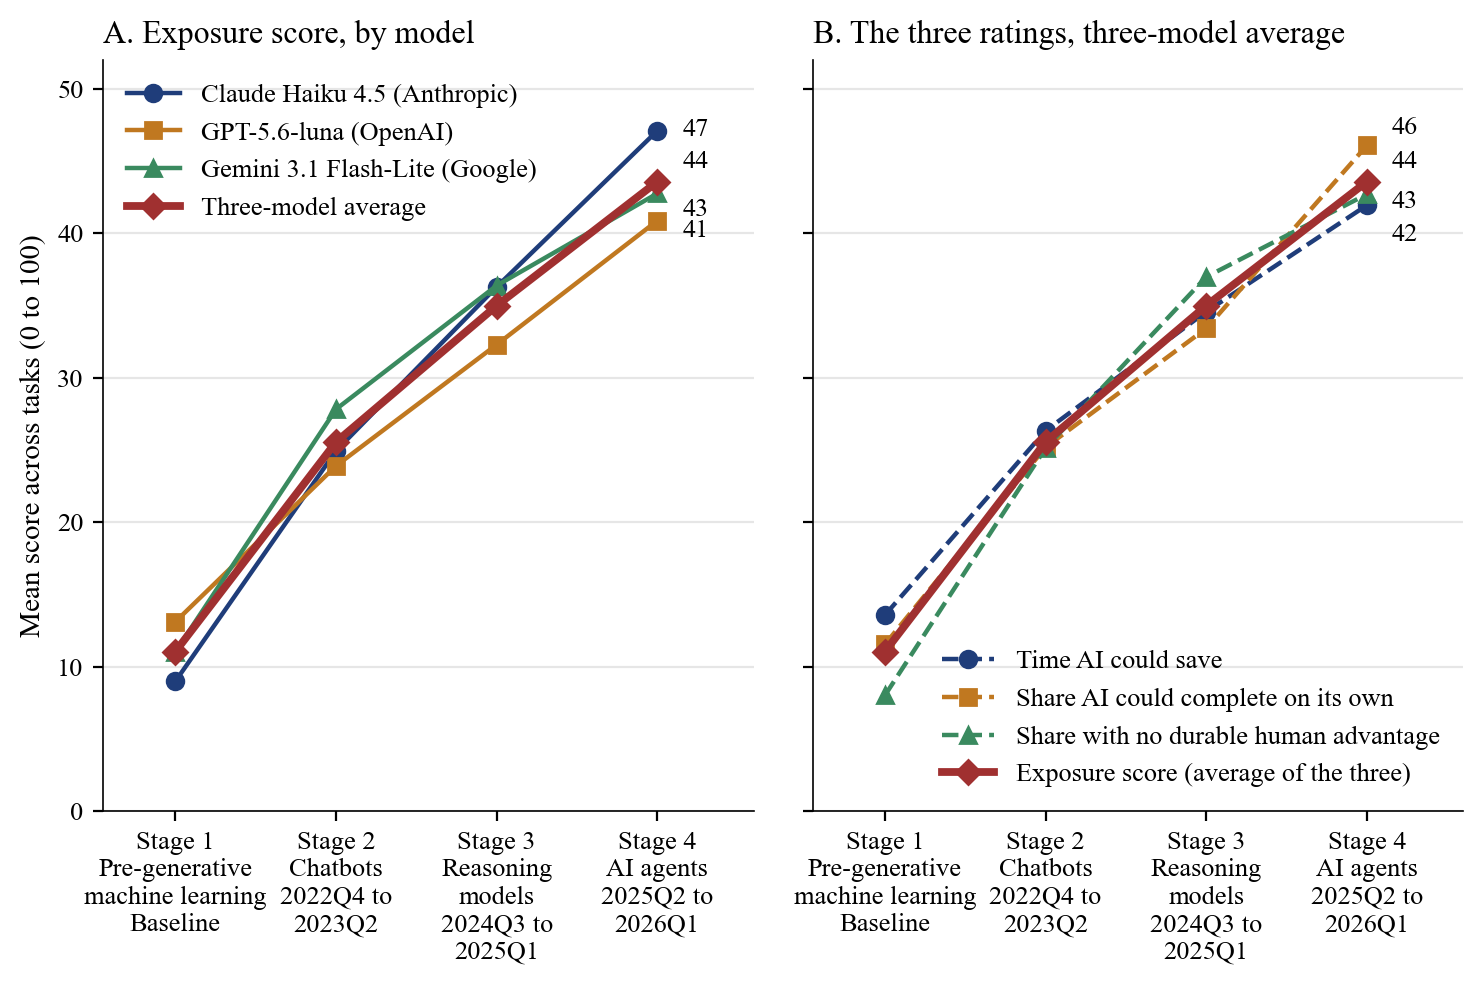 A. Exposure score, by model
Mean score across tasks (0 to 100)
50
40
30
20
10
0
Claude Haiku 4.5 (Anthropic)
GPT-5.6-luna (OpenAI)
Gemini 3.1 Flash-Lite (Google)
Three-model average
47
44
43
41
Stage 1
Pre-generative
machine learning
Baseline
Stage 2
Chatbots
2022Q4 to
2023Q2
Stage 3
Reasoning
models
2024Q3 to
2025Q1
Stage 4
AI agents
2025Q2 to
2026Q1
B. The three ratings, three-model average
46
44
43
42
Time AI could save
Share AI could complete on its own
Share with no durable human advantage
Exposure score (average of the three)
Stage 1
Pre-generative
machine learning
Baseline
Stage 2
Chatbots
2022Q4 to
2023Q2
Stage 3
Reasoning
models
2024Q3 to
2025Q1
Stage 4
AI agents
2025Q2 to
2026Q1